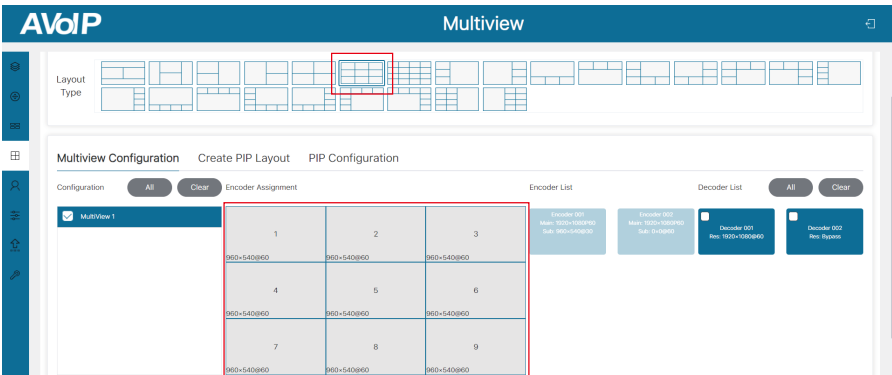 AVoIP
Multiview
Layout
Type
Multiview Configuration Create PIP Layout PIP Configuration
Configuration All Clear Encoder Assignment Encoder List Decoder List All Clear
MultiView 1
Encoder 001
Main: 1920×1080P60
Sub: 960×540@30
Encoder 002
Main: 1920×1080P60
Sub: 0×0@60
Decoder 001
Res: 1920×1080@60
Decoder 002
Res: Bypass
1 2 3
960×540@60 960×540@60 960×540@60
4 5 6
960×540@60 960×540@60 960×540@60
7 8 9
960×540@60 960×540@60 960×540@60